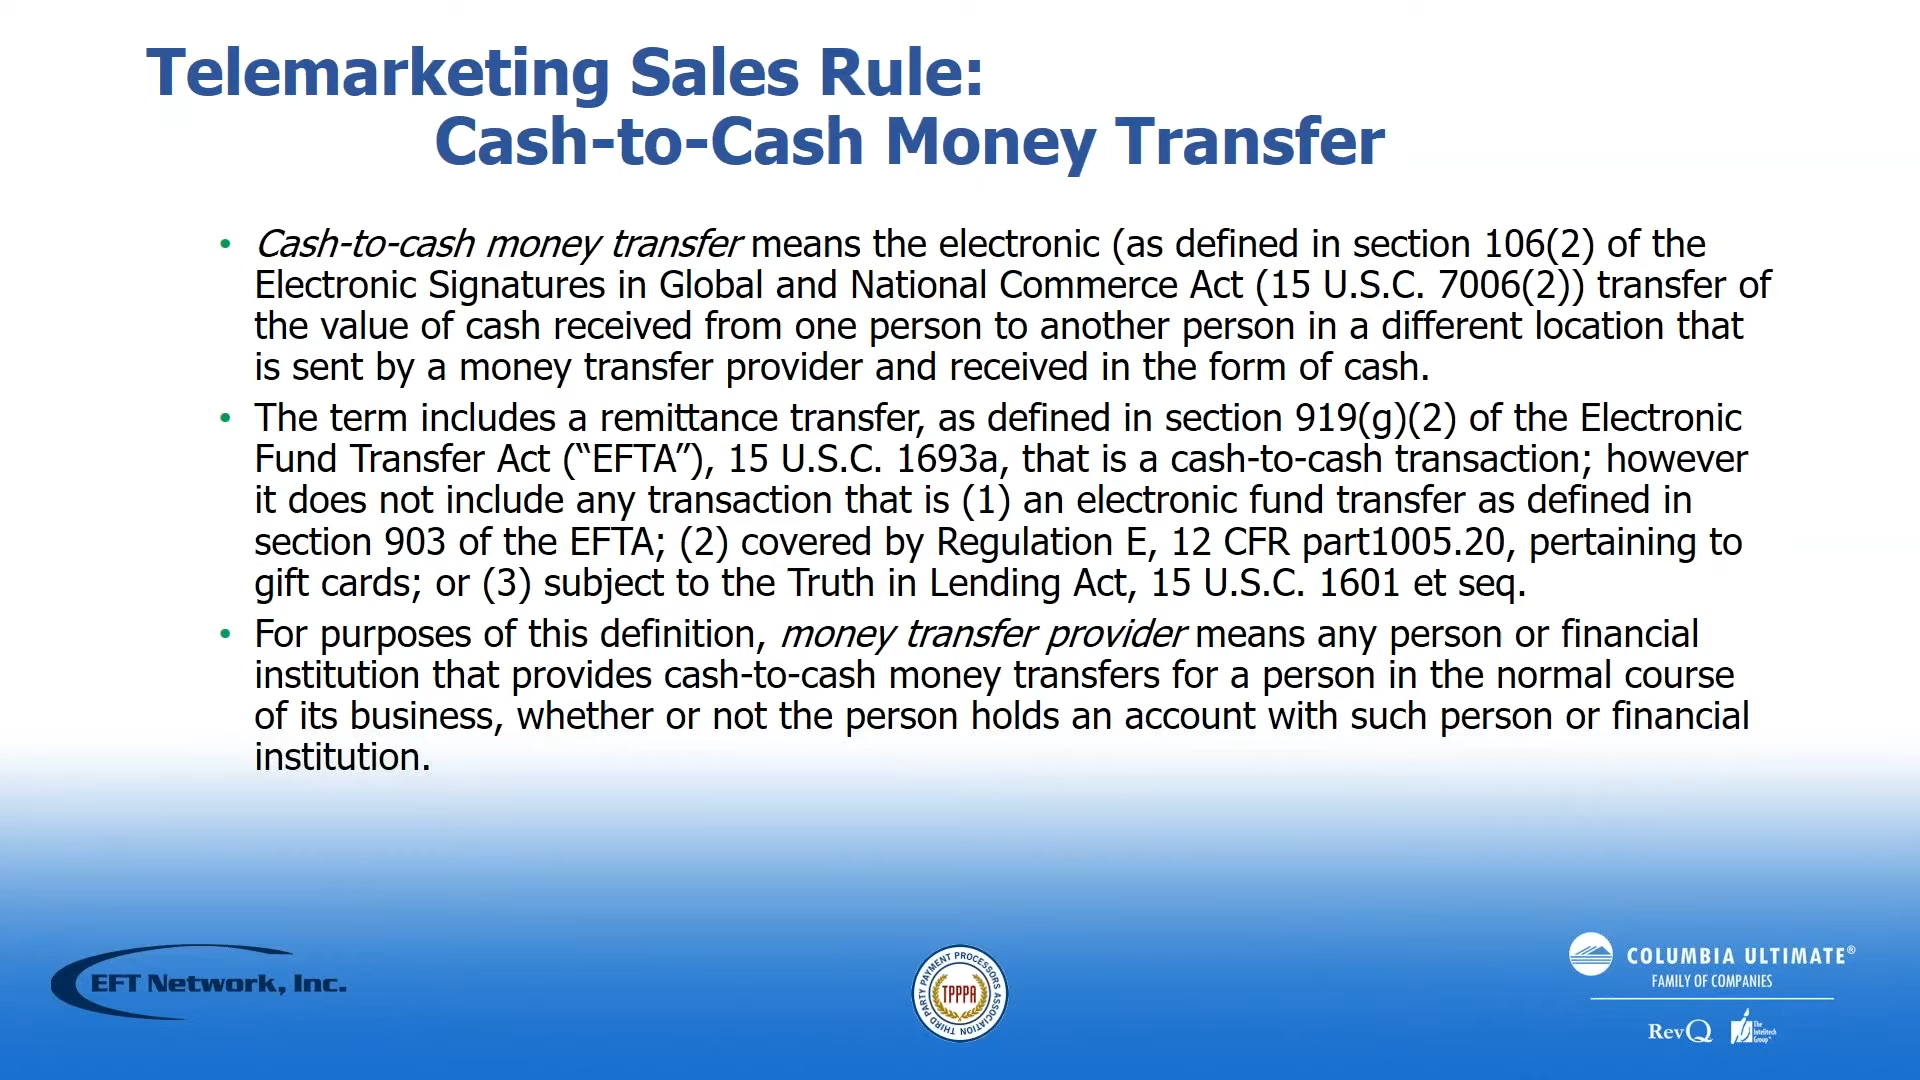 Telemarketing Sales Rule:
Cash-to-Cash Money Transfer
• Cash-to-cash money transfer means the electronic (as defined in section 106(2) of the
Electronic Signatures in Global and National Commerce Act (15 U.S.C. 7006(2)) transfer of
the value of cash received from one person to another person in a different location that
is sent by a money transfer provider and received in the form of cash.
• The term includes a remittance transfer, as defined in section 919(g)(2) of the Electronic
Fund Transfer Act (“EFTA”), 15 U.S.C. 1693a, that is a cash-to-cash transaction; however
it does not include any transaction that is (1) an electronic fund transfer as defined in
section 903 of the EFTA; (2) covered by Regulation E, 12 CFR part1005.20, pertaining to
gift cards; or (3) subject to the Truth in Lending Act, 15 U.S.C. 1601 et seq.
• For purposes of this definition, money transfer provider means any person or financial
institution that provides cash-to-cash money transfers for a person in the normal course
of its business, whether or not the person holds an account with such person or financial
institution.
EFT Network, Inc.
THIRD PARTY PAYMENT PROCESSORS ASSOCIATION
TPPPA
COLUMBIA ULTIMATE®
FAMILY OF COMPANIES
RevQ
The
Intelitech
Group